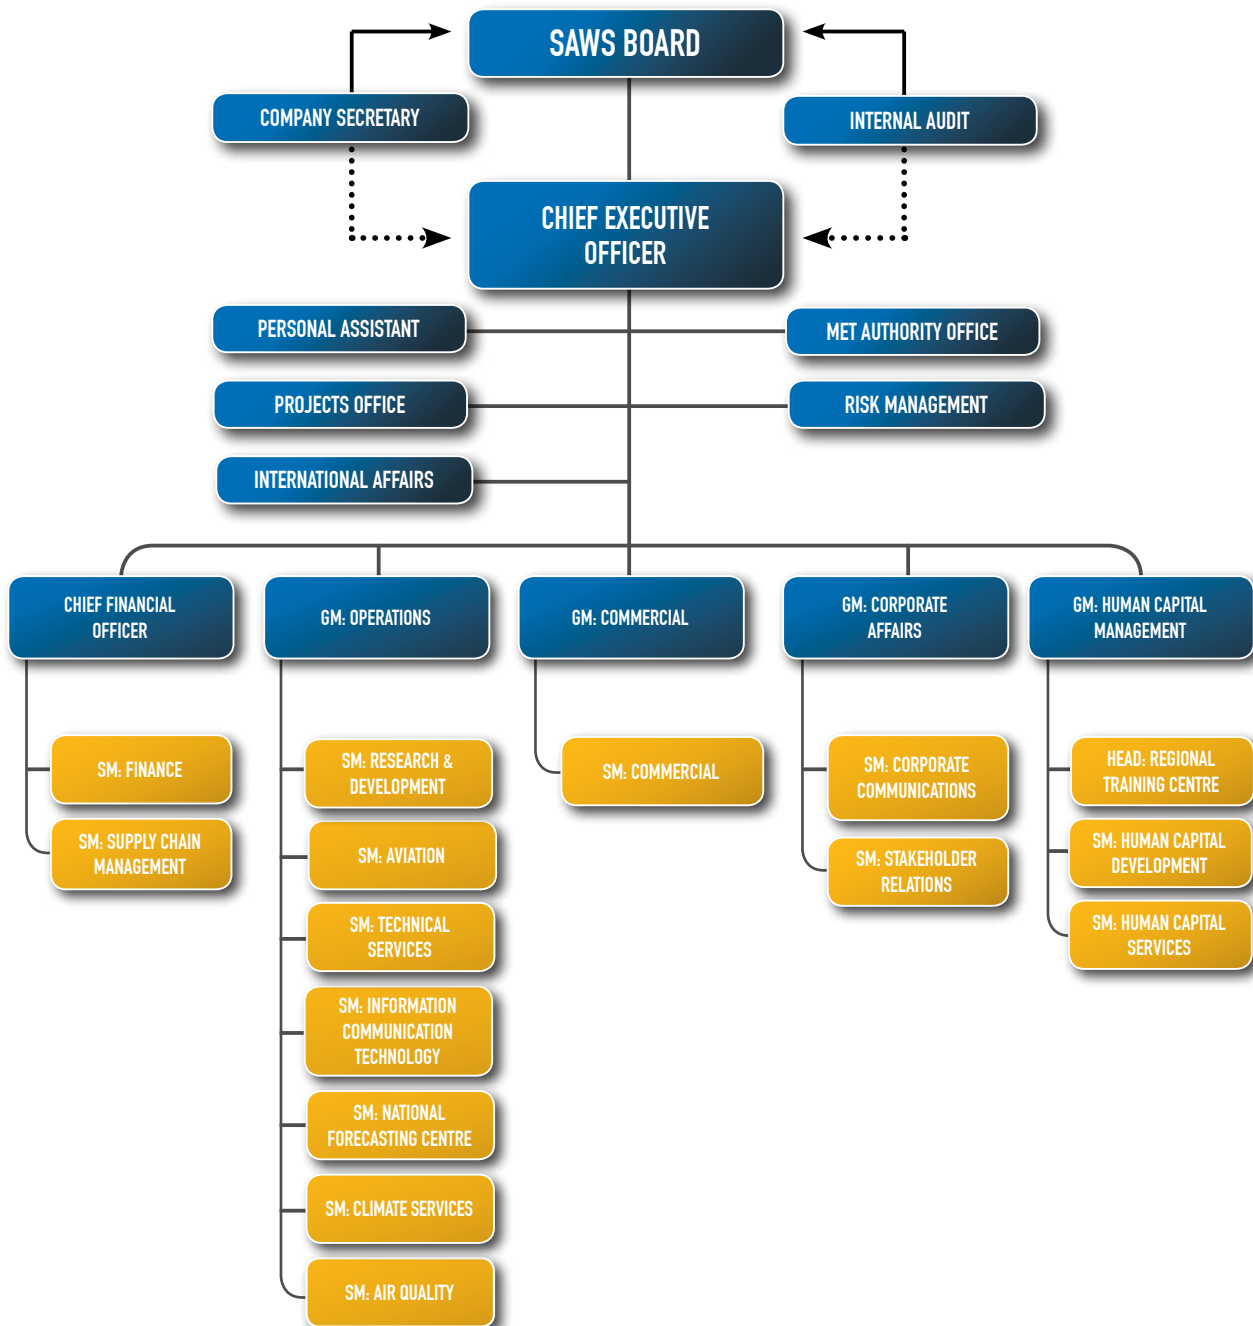 SAWS BOARD
COMPANY SECRETARY
INTERNAL AUDIT
CHIEF EXECUTIVE
OFFICER
PERSONAL ASSISTANT
MET AUTHORITY OFFICE
PROJECTS OFFICE
RISK MANAGEMENT
INTERNATIONAL AFFAIRS
CHIEF FINANCIAL
OFFICER
GM: OPERATIONS
GM: COMMERCIAL
GM: CORPORATE
AFFAIRS
GM: HUMAN CAPITAL
MANAGEMENT
SM: FINANCE
SM: SUPPLY CHAIN
MANAGEMENT
SM: RESEARCH &
DEVELOPMENT
SM: AVIATION
SM: TECHNICAL
SERVICES
SM: INFORMATION
COMMUNICATION
TECHNOLOGY
SM: NATIONAL
FORECASTING CENTRE
SM: CLIMATE SERVICES
SM: AIR QUALITY
SM: COMMERCIAL
SM: CORPORATE
COMMUNICATIONS
SM: STAKEHOLDER
RELATIONS
HEAD: REGIONAL
TRAINING CENTRE
SM: HUMAN CAPITAL
DEVELOPMENT
SM: HUMAN CAPITAL
SERVICES